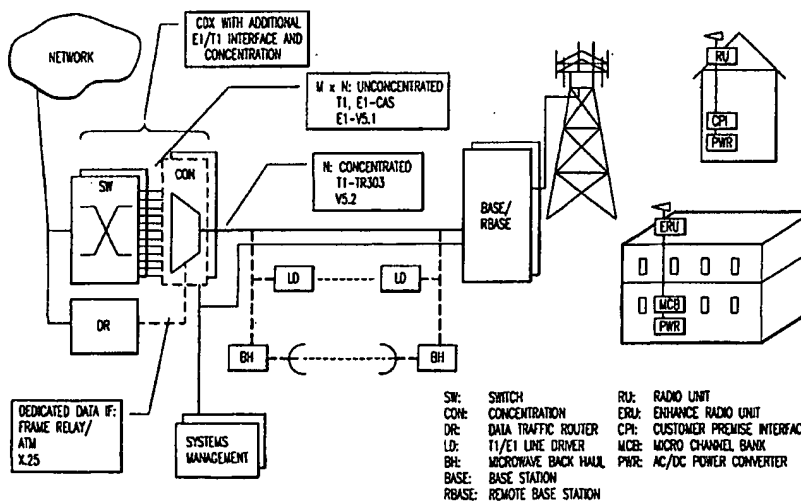 COX WITH ADDITIONAL
E1/T1 INTERFACE AND
CONCENTRATION
NETWORK
M x N: UNCONCENTRATED
T1, E1-CAS
E1-V5.1
RU
CPI
PWR
SW
CON
N: CONCENTRATED
T1-TR303
V5.2
BASE/
RBASE
ERU
MCB
PWR
LD
LD
DR
BH
BH
DEDICATED DATA IF:
FRAME RELAY/
ATM
X.25
SYSTEMS
MANAGEMENT
SW: SWITCH
CON: CONCENTRATION
DR: DATA TRAFFIC ROUTER
LD: T1/E1 LINE DRIVER
BH: MICROWAVE BACK HAUL
BASE: BASE STATION
RBASE: REMOTE BASE STATION
RU: RADIO UNIT
ERU: ENHANCE RADIO UNIT
CPI: CUSTOMER PREMISE INTERFAC
MCB: MICRO CHANNEL BANK
PWR: AC/DC POWER CONVERTER